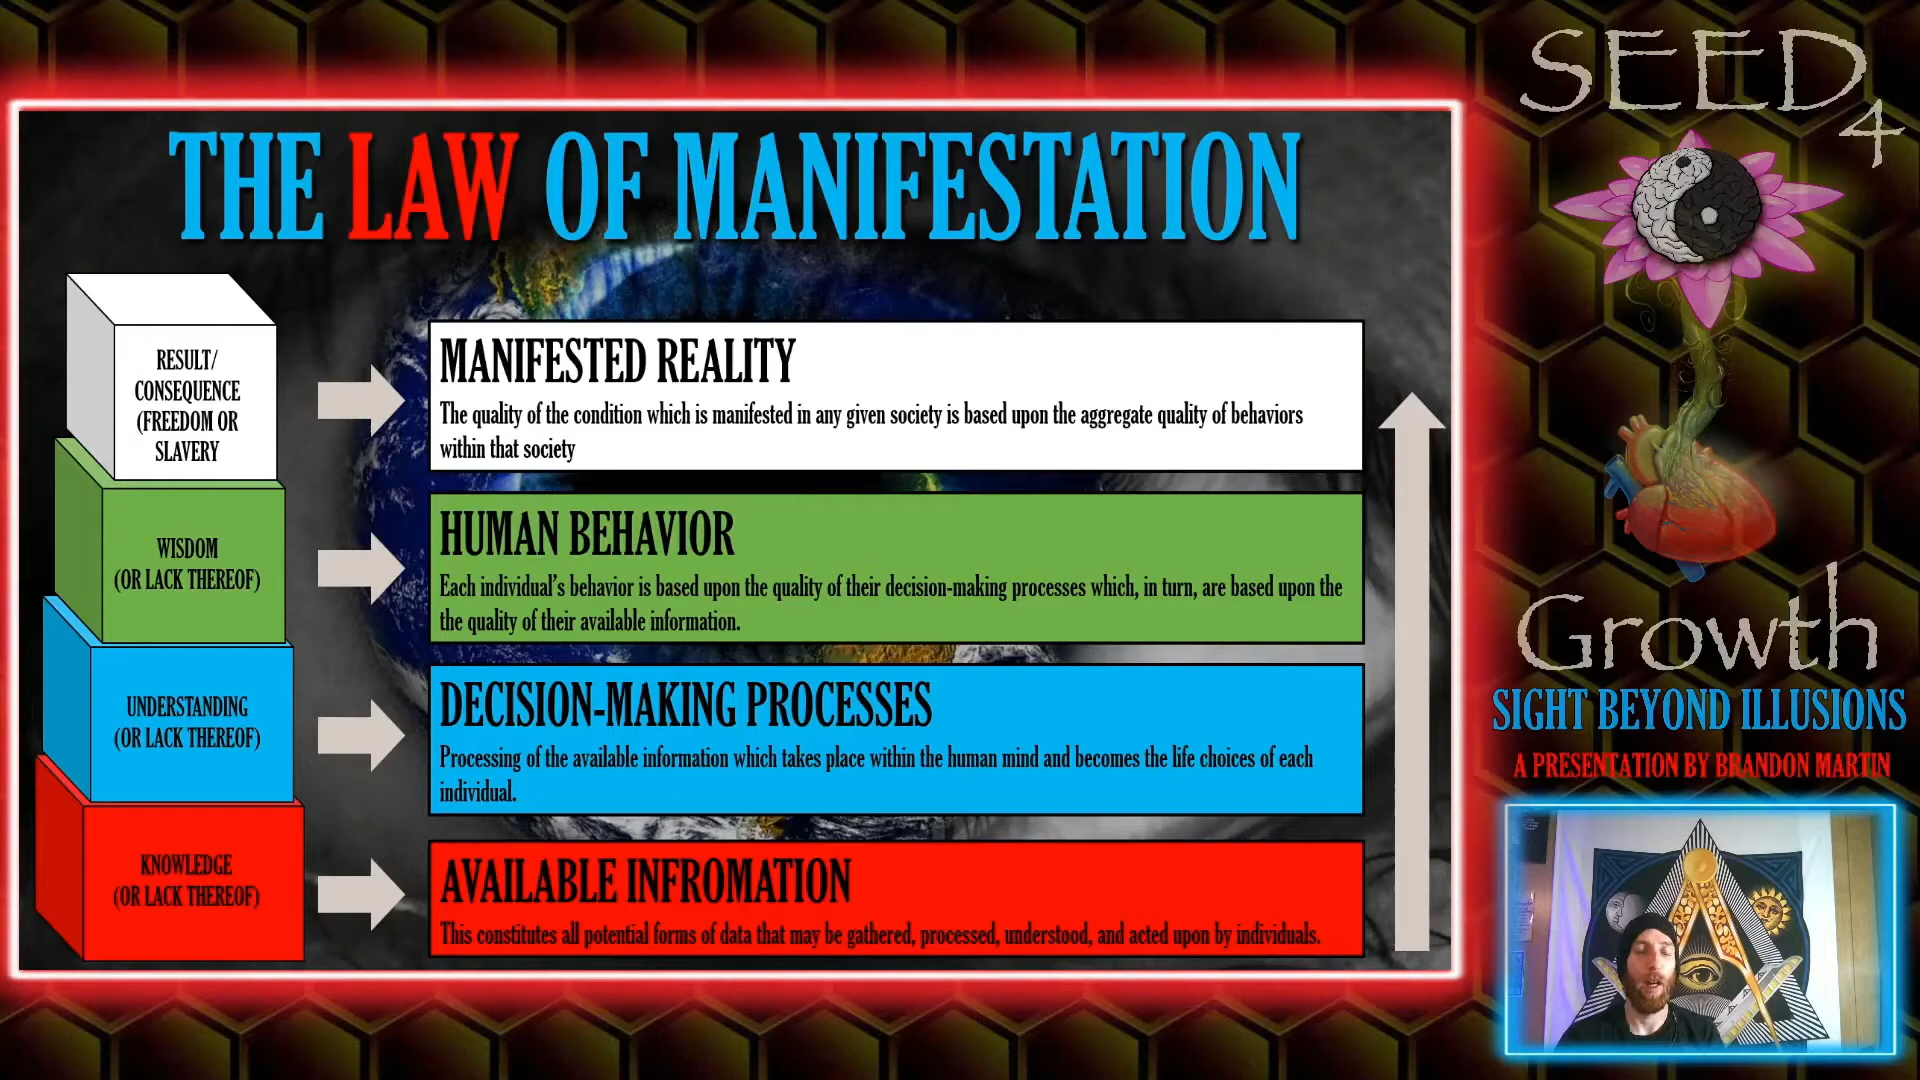 THE LAW OF MANIFESTATION
RESULT/
CONSEQUENCE
(FREEDOM OR
SLAVERY
MANIFESTED REALITY
The quality of the condition which is manifested in any given society is based upon the aggregate quality of behaviors
within that society
WISDOM
(OR LACK THEREOF)
HUMAN BEHAVIOR
Each individual’s behavior is based upon the quality of their decision-making processes which, in turn, are based upon the
the quality of their available information.
UNDERSTANDING
(OR LACK THEREOF)
DECISION-MAKING PROCESSES
Processing of the available information which takes place within the human mind and becomes the life choices of each
individual.
KNOWLEDGE
(OR LACK THEREOF)
AVAILABLE INFROMATION
This constitutes all potential forms of data that may be gathered, processed, understood, and acted upon by individuals.
SEED
4
Growth
SIGHT BEYOND ILLUSIONS
A PRESENTATION BY BRANDON MARTIN